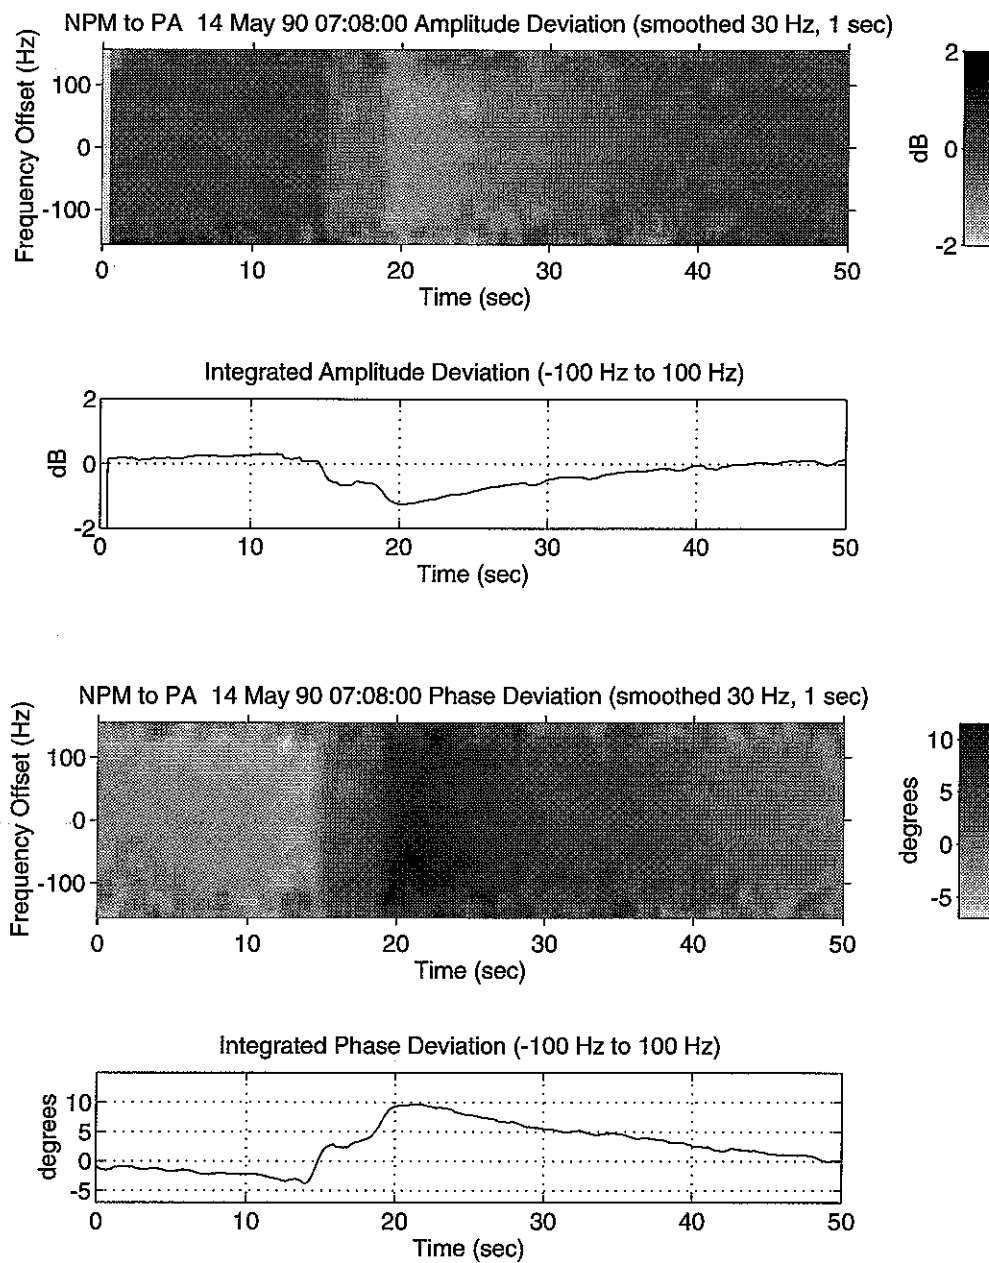 NPM to PA 14 May 90 07:08:00 Amplitude Deviation (smoothed 30 Hz, 1 sec)
Frequency Offset (Hz)
100
0
-100
0 10 20 30 40 50
Time (sec)
dB
2
0
-2
Integrated Amplitude Deviation (-100 Hz to 100 Hz)
dB
2
0
-2
0 10 20 30 40 50
Time (sec)
NPM to PA 14 May 90 07:08:00 Phase Deviation (smoothed 30 Hz, 1 sec)
Frequency Offset (Hz)
100
0
-100
0 10 20 30 40 50
Time (sec)
degrees
10
5
0
-5
Integrated Phase Deviation (-100 Hz to 100 Hz)
degrees
10
5
0
-5
0 10 20 30 40 50
Time (sec)